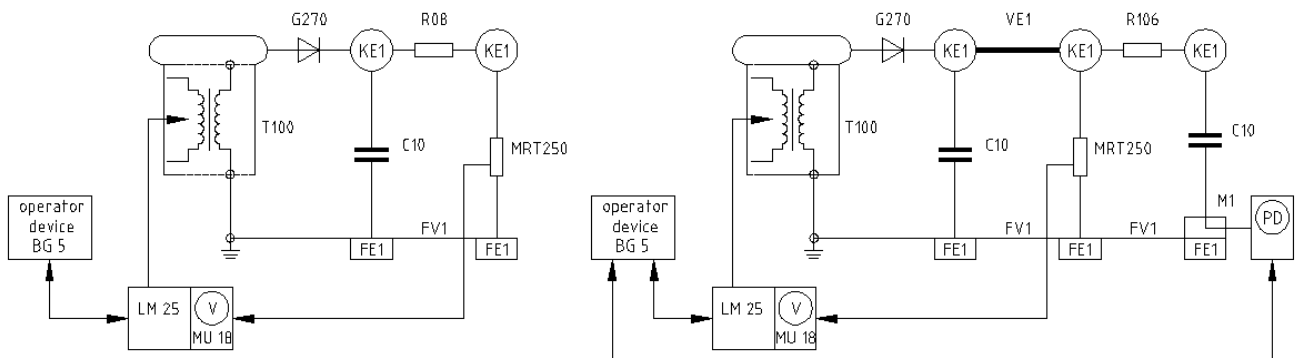 G270
R08
KE1
KE1
T100
C10
MRT250
operator
device
BG 5
FV1
FE1
FE1
LM 25
V
MU 18
G270
VE1
R106
KE1
KE1
KE1
T100
C10
MRT250
C10
operator
device
BG 5
M1
PD
FV1
FV1
FE1
FE1
FE1
LM 25
V
MU 18